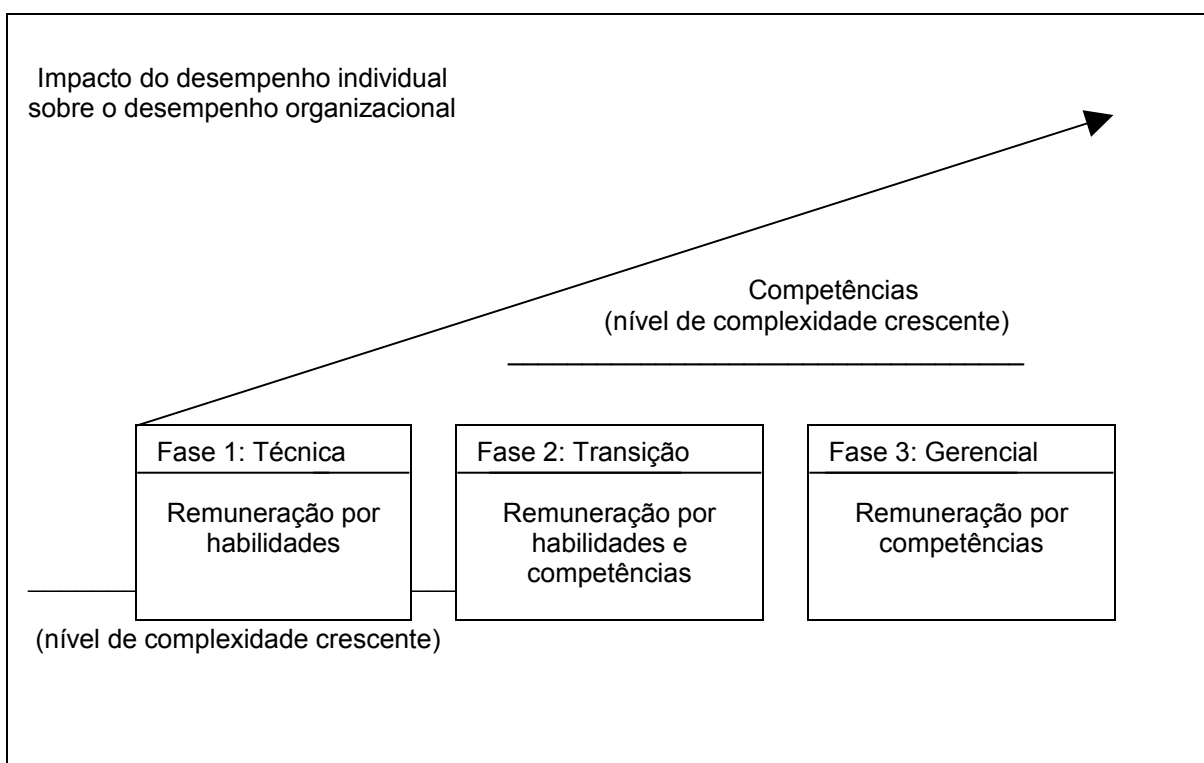 Impacto do desempenho individual
sobre o desempenho organizacional
Competências
(nível de complexidade crescente)
Fase 1: Técnica
Remuneração por
habilidades
Fase 2: Transição
Remuneração por
habilidades e
competências
Fase 3: Gerencial
Remuneração por
competências
(nível de complexidade crescente)